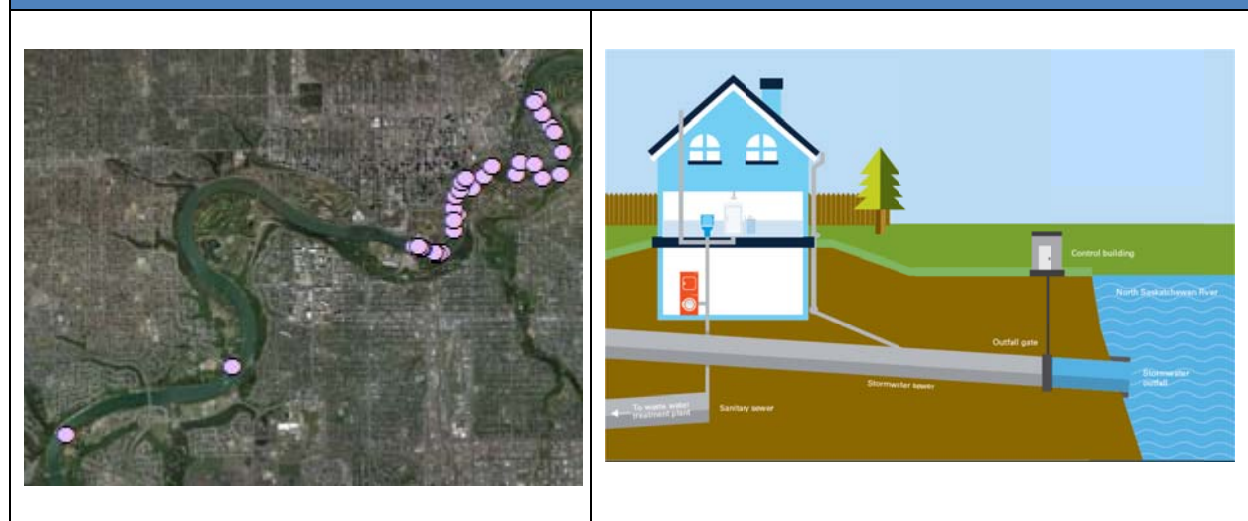 Control building
North Saskatchewan River
Outfall gate
Stormwater
outfall
Stormwater sewer
To waste water
treatment plant
Sanitary sewer